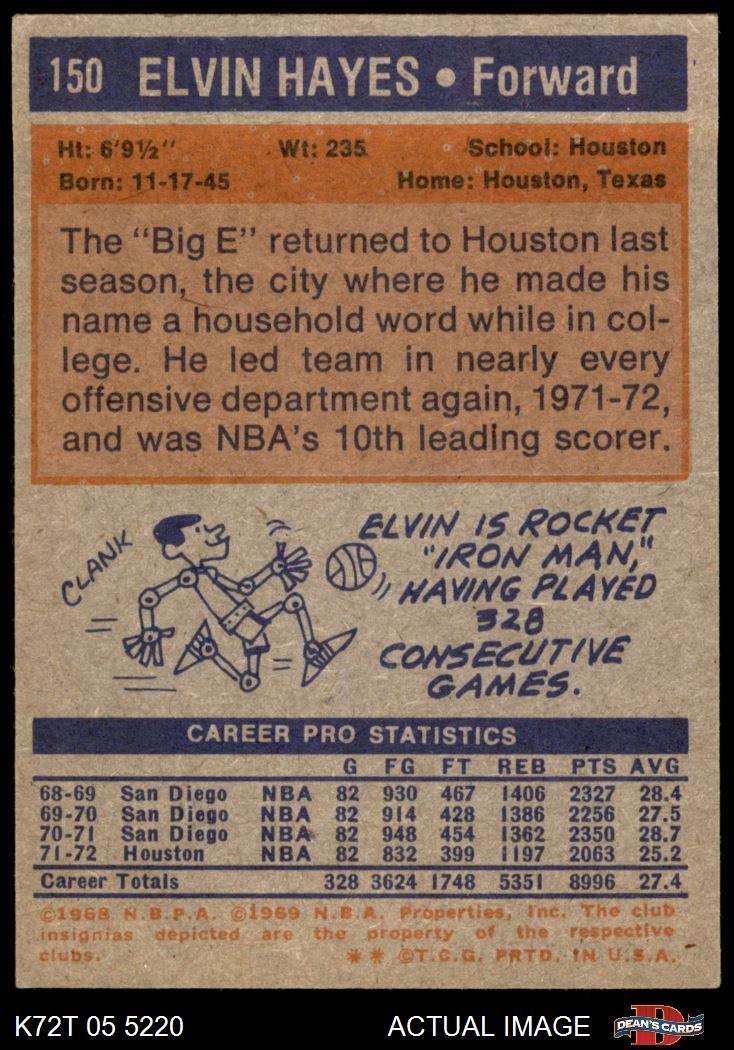 150 ELVIN HAYES • Forward
Ht: 6'9½" Wt: 235 School: Houston
Born: 11-17-45 Home: Houston, Texas
The "Big E" returned to Houston last
season, the city where he made his
name a household word while in col-
lege. He led team in nearly every
offensive department again, 1971-72,
and was NBA's 10th leading scorer.
CLANK
ELVIN IS ROCKET
"IRON MAN,"
HAVING PLAYED
328
CONSECUTIVE
GAMES.
CAREER PRO STATISTICS
G FG FT REB PTS AVG
68-69 San Diego NBA 82 930 467 1406 2327 28.4
69-70 San Diego NBA 82 914 428 1386 2256 27.5
70-71 San Diego NBA 82 948 454 1362 2350 28.7
71-72 Houston NBA 82 832 399 1197 2063 25.2
Career Totals 328 3624 1748 5351 8996 27.4
©1968 N.B.P.A. ©1969 N.B.A. Properties, Inc. The club
insignias depicted are the property of the respective
clubs. ** ©T.C.G. PRTD. IN U.S.A.
K72T 05 5220 ACTUAL IMAGE D DEAN'S CARDS